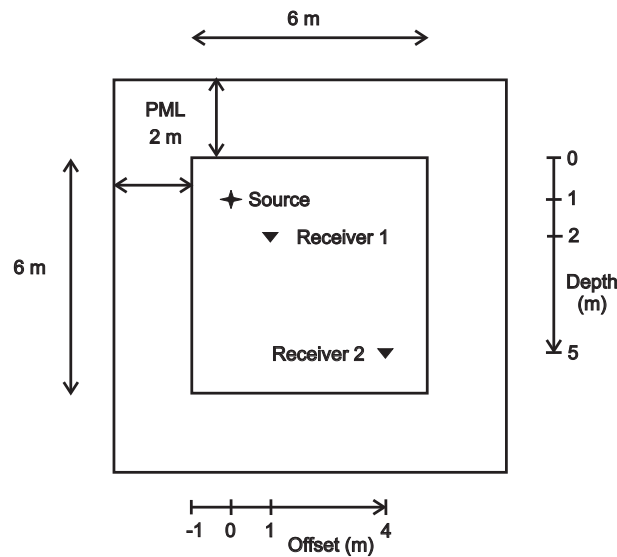 6 m
PML
2 m
0
Source
1
Receiver 1
2
6 m
Depth
(m)
Receiver 2
5
-1 0 1 4
Offset (m)